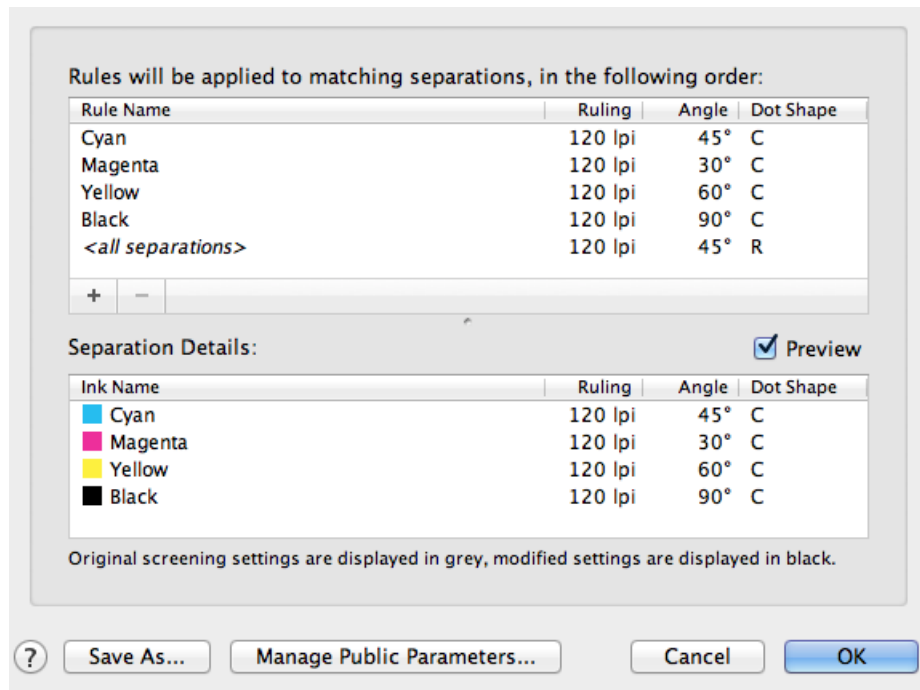 Rules will be applied to matching separations, in the following order:
Rule Name Ruling Angle Dot Shape
Cyan 120 lpi 45° C
Magenta 120 lpi 30° C
Yellow 120 lpi 60° C
Black 120 lpi 90° C
<all separations> 120 lpi 45° R
+ −
Separation Details: Preview
Ink Name Ruling Angle Dot Shape
Cyan 120 lpi 45° C
Magenta 120 lpi 30° C
Yellow 120 lpi 60° C
Black 120 lpi 90° C
Original screening settings are displayed in grey, modified settings are displayed in black.
? Save As... Manage Public Parameters... Cancel OK